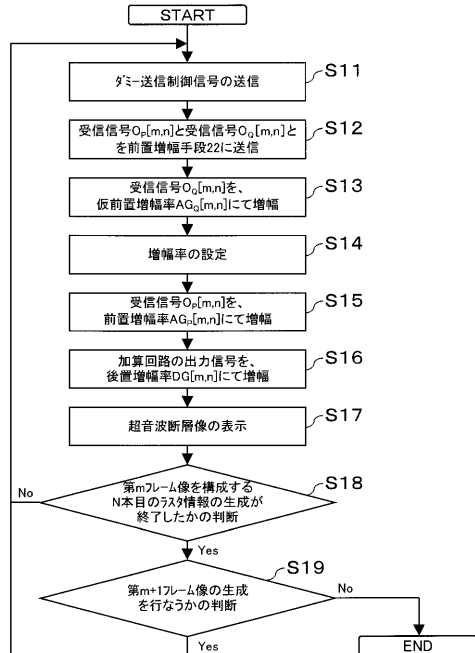 START
ダミー送信制御信号の送信
S11
受信信号OP[m,n]と受信信号OQ[m,n]と
を前置増幅手段22に送信
S12
受信信号OQ[m,n]を、
仮前置増幅率AGQ[m,n]にて増幅
S13
増幅率の設定
S14
受信信号OP[m,n]を、
前置増幅率AGP[m,n]にて増幅
S15
加算回路の出力信号を、
後置増幅率DG[m,n]にて増幅
S16
超音波断層像の表示
S17
第mフレーム像を構成する
N本目のラスタ情報の生成が
終了したかの判断
S18
No
Yes
第m+1フレーム像の生成
を行なうかの判断
S19
No
Yes
END